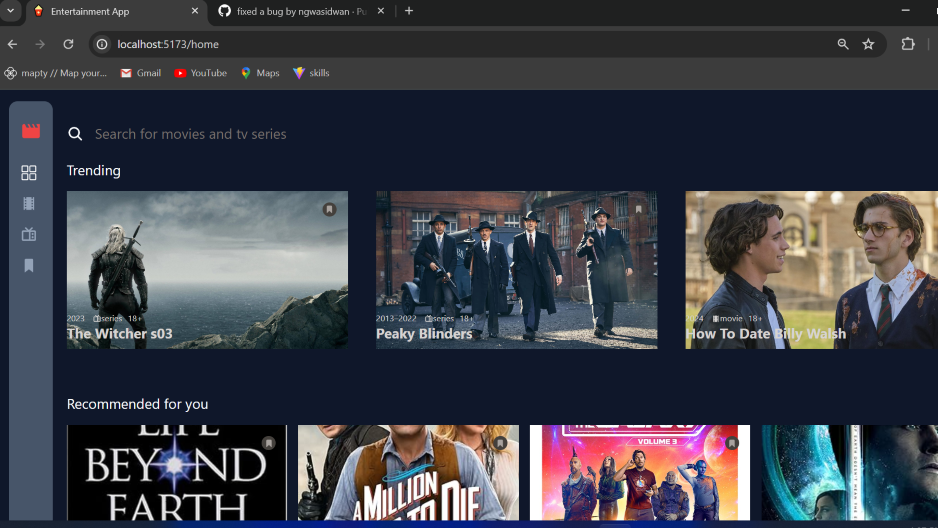 Entertainment App
fixed a bug by ngwasidwan · Pu
localhost:5173/home
mapty // Map your...
Gmail
YouTube
Maps
skills
Search for movies and tv series
Trending
2023 series 18+
The Witcher s03
2013-2022 series 18+
Peaky Blinders
2024 movie 18+
How To Date Billy Walsh
Recommended for you
LIFE
BEYOND
EARTH
A MILLION
TO DIE
VOLUME 3